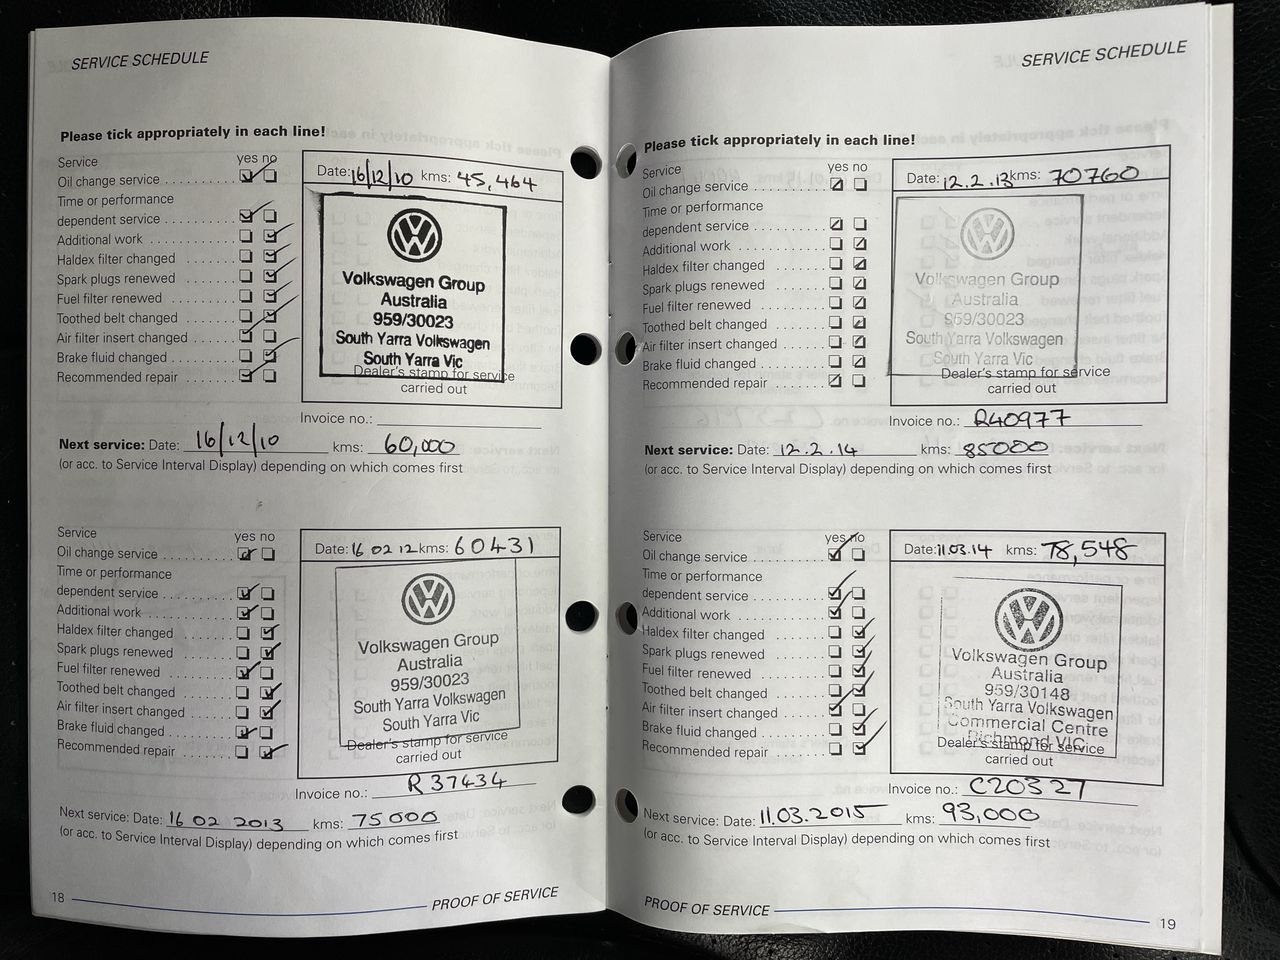 SERVICE SCHEDULE
Please tick appropriately in each line!
Service yes no
Oil change service
Time or performance
dependent service
Additional work
Haldex filter changed
Spark plugs renewed
Fuel filter renewed
Toothed belt changed
Air filter insert changed
Brake fluid changed
Recommended repair
Date: 16/12/10 kms: 45,464
Volkswagen Group
Australia
959/30023
South Yarra Volkswagen
South Yarra Vic
Dealer's stamp for service
carried out
Invoice no.:
Next service: Date: 16/12/10 kms: 60,000
(or acc. to Service Interval Display) depending on which comes first
Service yes no
Oil change service
Time or performance
dependent service
Additional work
Haldex filter changed
Spark plugs renewed
Fuel filter renewed
Toothed belt changed
Air filter insert changed
Brake fluid changed
Recommended repair
Date: 16 02 12 kms: 60431
Volkswagen Group
Australia
959/30023
South Yarra Volkswagen
South Yarra Vic
Dealer's stamp for service
carried out
Invoice no.: R 37434
Next service: Date: 16 02 2013 kms: 75000
(or acc. to Service Interval Display) depending on which comes first
18 PROOF OF SERVICE
SERVICE SCHEDULE
Please tick appropriately in each line!
Service yes no
Oil change service
Time or performance
dependent service
Additional work
Haldex filter changed
Spark plugs renewed
Fuel filter renewed
Toothed belt changed
Air filter insert changed
Brake fluid changed
Recommended repair
Date: 12.2.13 kms: 70760
Volkswagen Group
Australia
959/30023
South Yarra Volkswagen
South Yarra Vic
Dealer's stamp for service
carried out
Invoice no.: R40977
Next service: Date: 12.2.14 kms: 85000
(or acc. to Service Interval Display) depending on which comes first
Service yes no
Oil change service
Time or performance
dependent service
Additional work
Haldex filter changed
Spark plugs renewed
Fuel filter renewed
Toothed belt changed
Air filter insert changed
Brake fluid changed
Recommended repair
Date: 11.03.14 kms: 78,548
Volkswagen Group
Australia
959/30148
South Yarra Volkswagen
Commercial Centre
Richmond VIC
Dealer's stamp for service
carried out
Invoice no.: C20327
Next service: Date: 11.03.2015 kms: 93,000
(or acc. to Service Interval Display) depending on which comes first
PROOF OF SERVICE 19